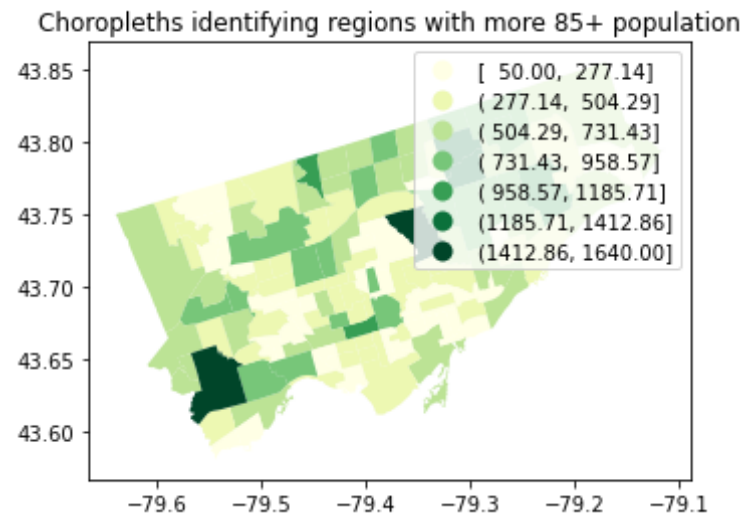 Choropleths identifying regions with more 85+ population
43.85
43.80
43.75
43.70
43.65
43.60
[  50.00,  277.14]
( 277.14,  504.29]
( 504.29,  731.43]
( 731.43,  958.57]
( 958.57, 1185.71]
(1185.71, 1412.86]
(1412.86, 1640.00]
−79.6 −79.5 −79.4 −79.3 −79.2 −79.1